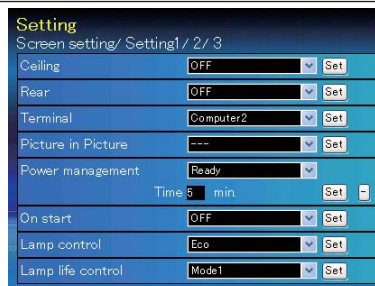 Setting
Screen setting/ Setting1/ 2/ 3
Ceiling OFF Set
Rear OFF Set
Terminal Computer2 Set
Picture in Picture --- Set
Power management Ready
Time 5 min. Set -
On start OFF Set
Lamp control Eco Set
Lamp life control Mode1 Set